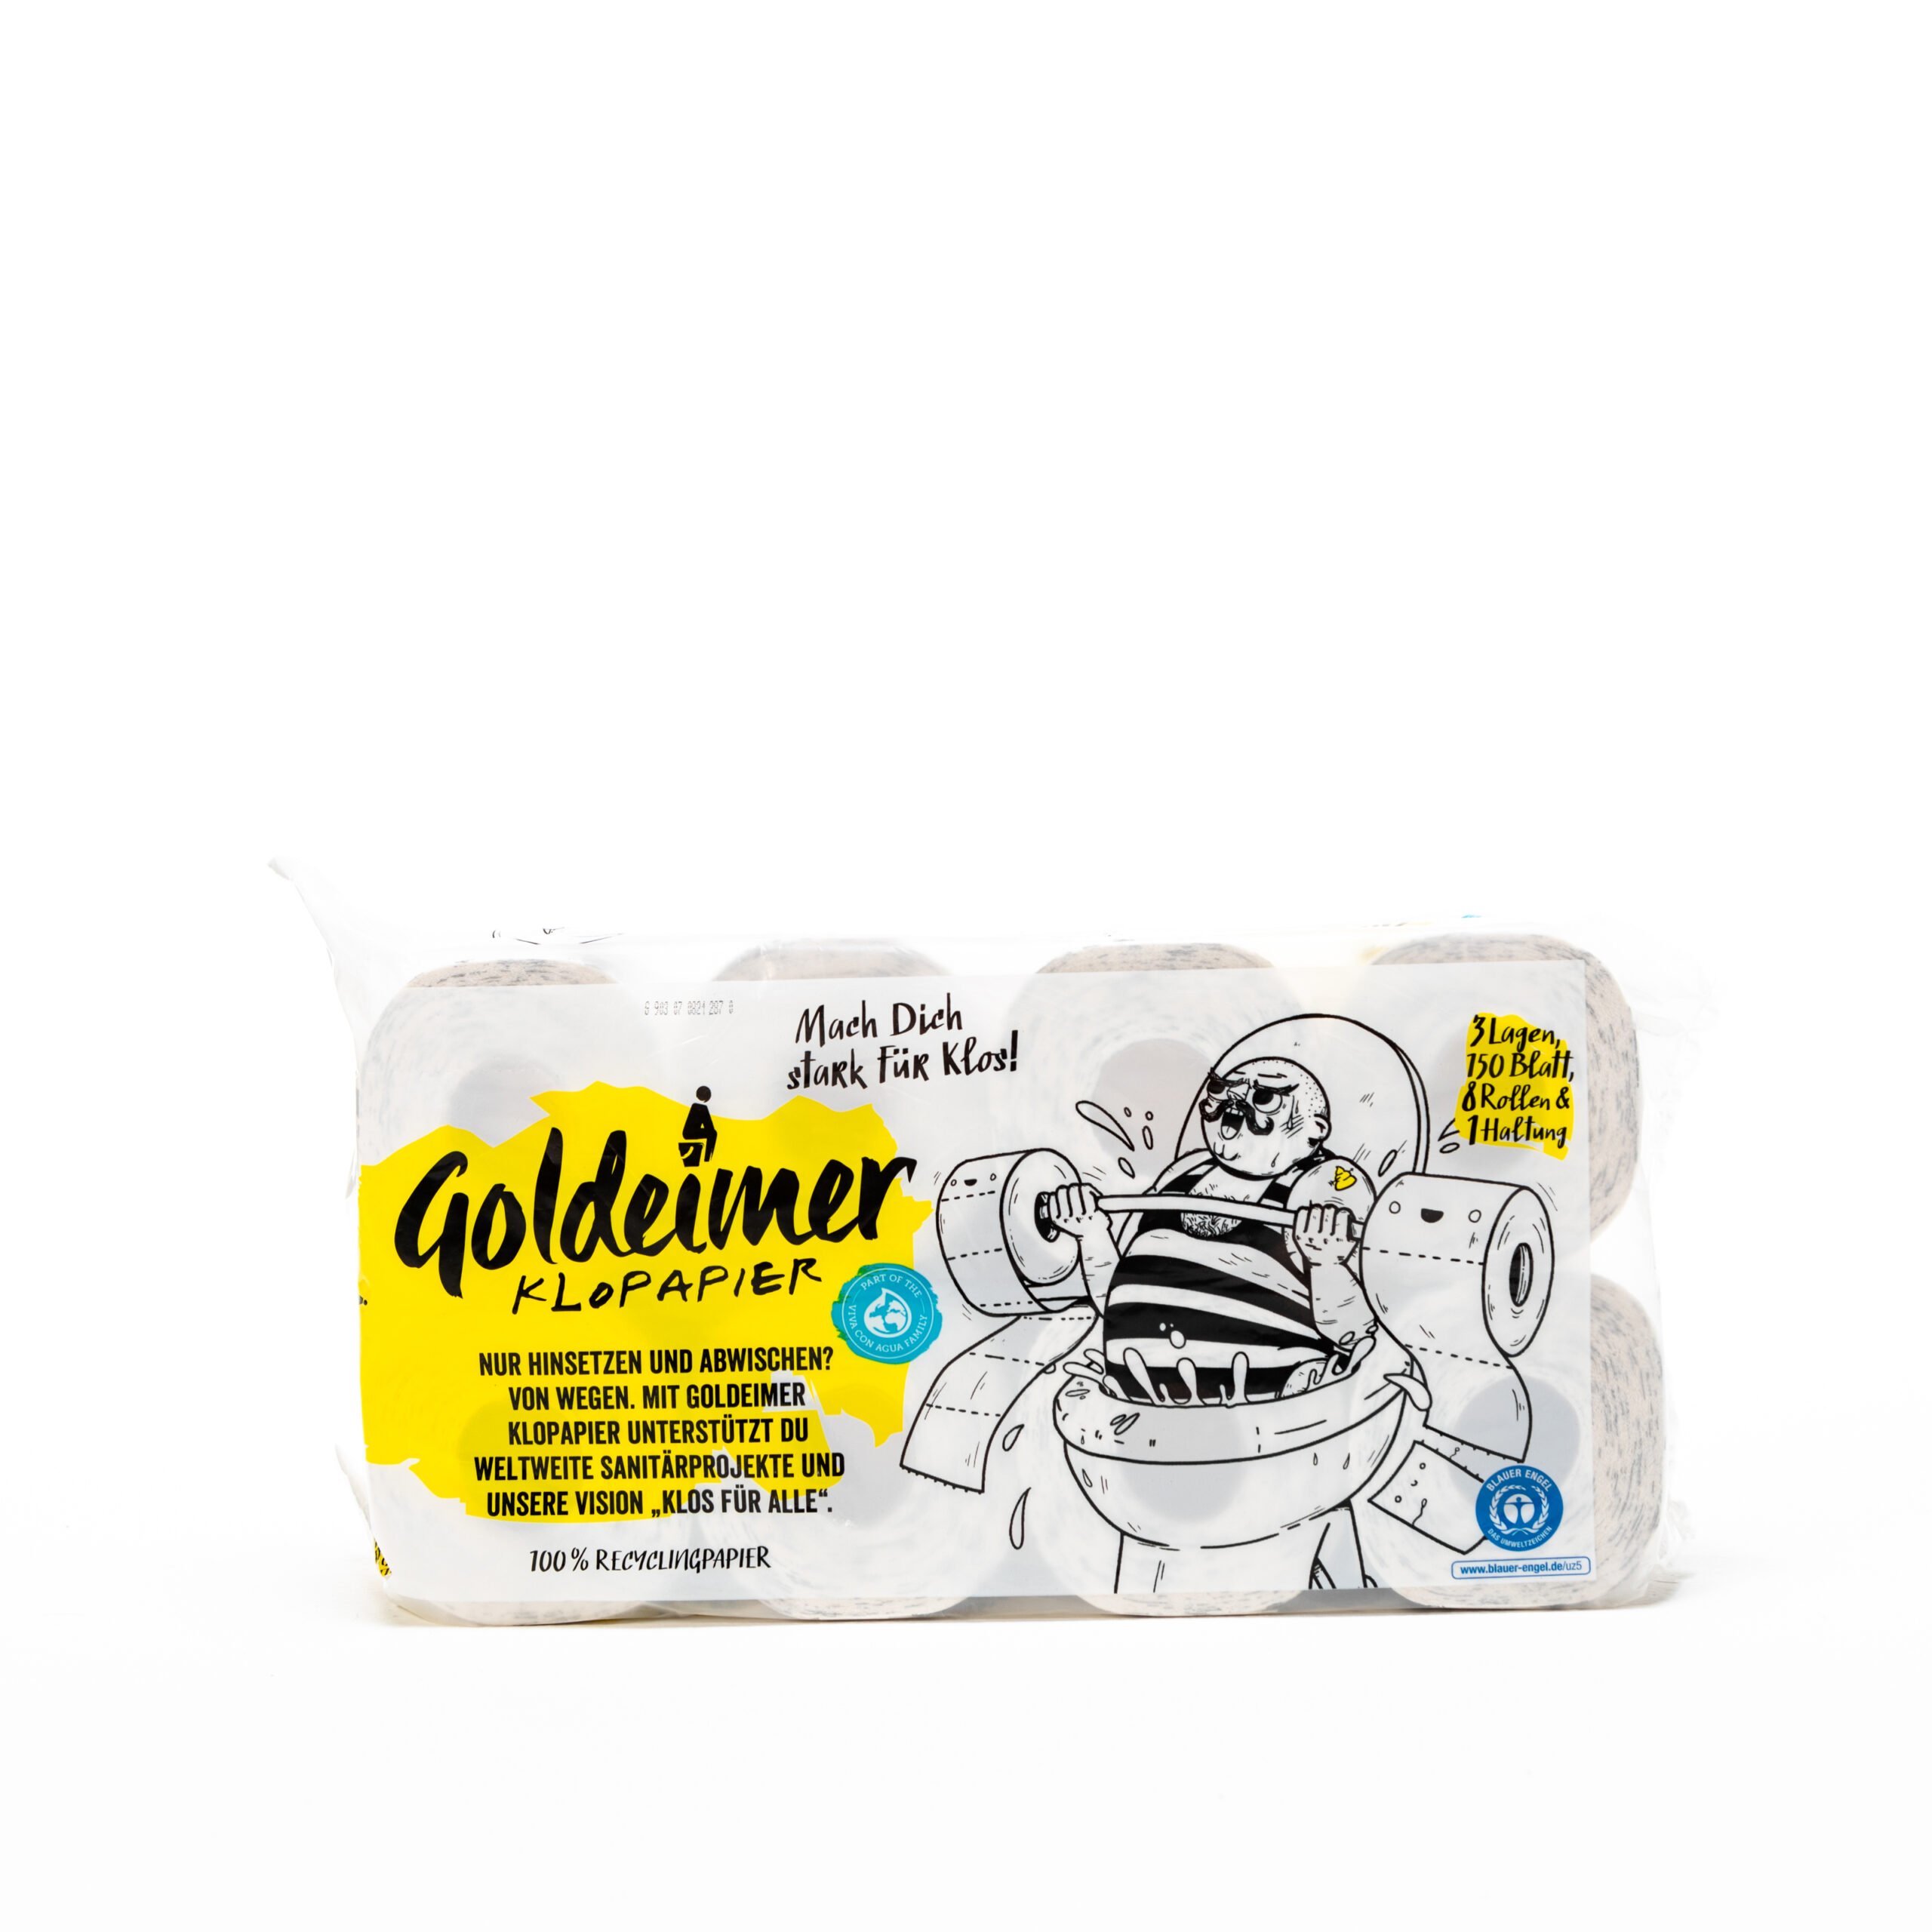 Mach Dich
stark für Klos!
3 Lagen,
150 Blatt,
8 Rollen &
1 Haltung
Goldeimer
KLOPAPIER
PART OF THE
VIVA CON AGUA FAMILY
NUR HINSETZEN UND ABWISCHEN?
VON WEGEN. MIT GOLDEIMER
KLOPAPIER UNTERSTÜTZT DU
WELTWEITE SANITÄRPROJEKTE UND
UNSERE VISION „KLOS FÜR ALLE“.
100 % RECYCLINGPAPIER
BLAUER ENGEL
DAS UMWELTZEICHEN
www.blauer-engel.de/uz5